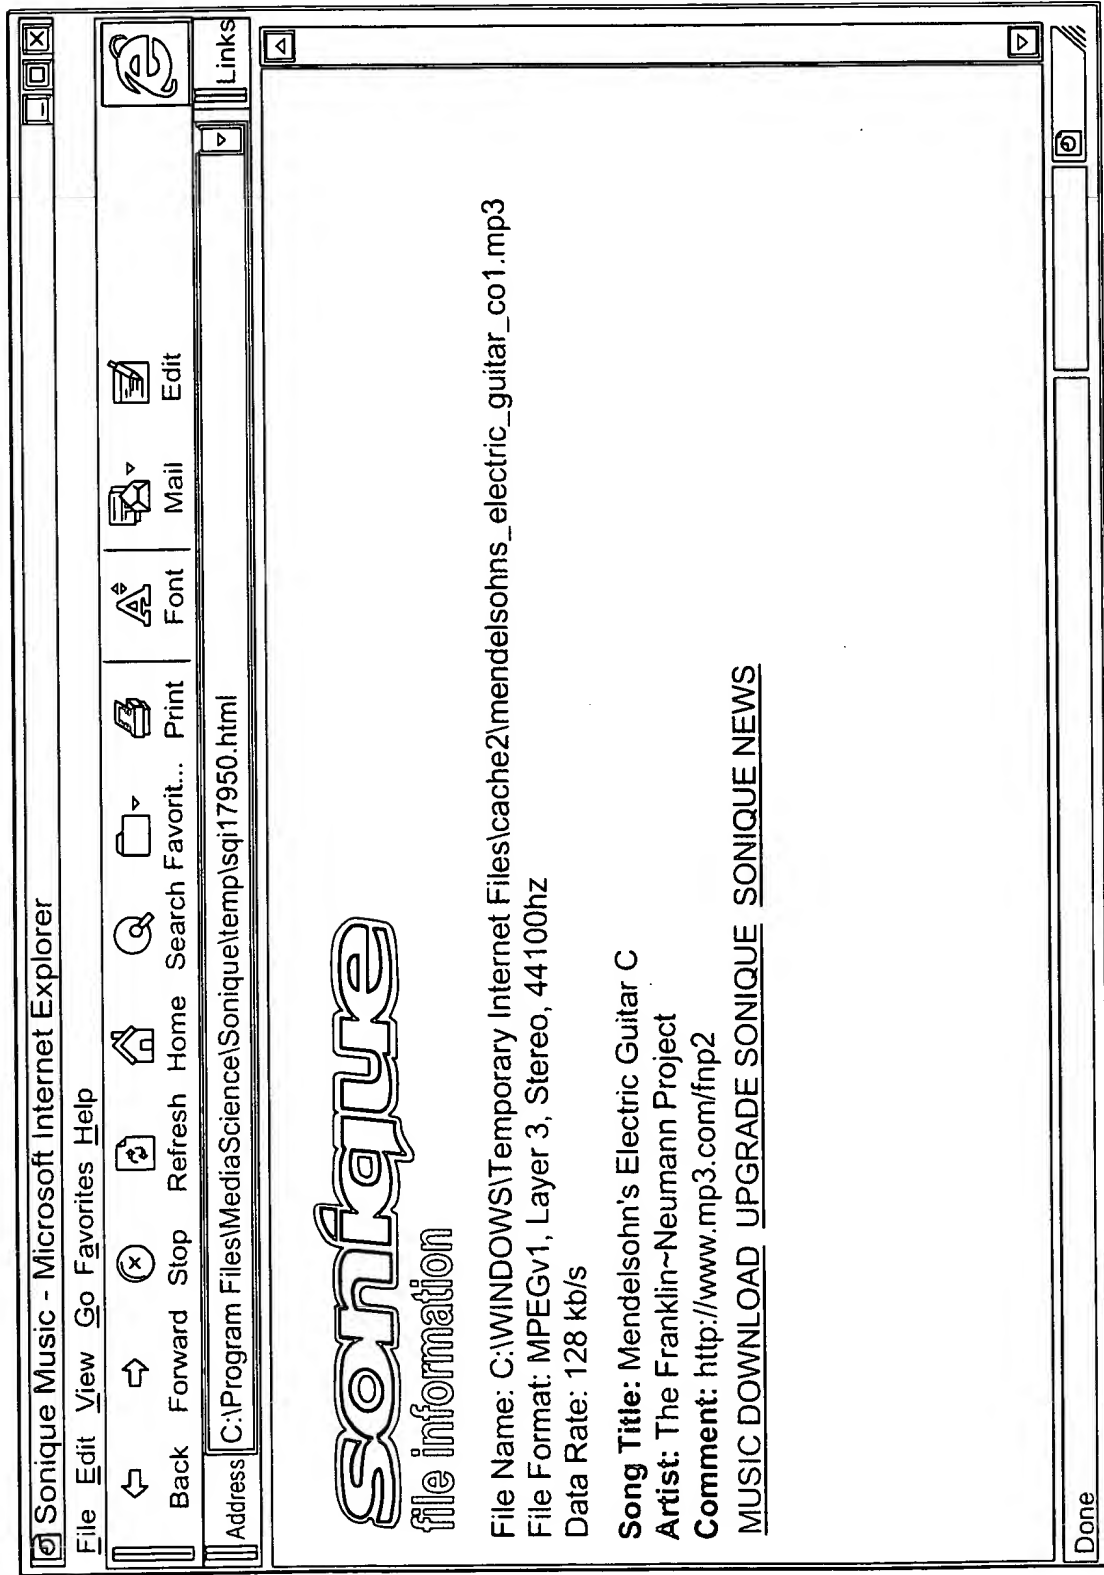 Sonique Music - Microsoft Internet Explorer
File Edit View Go Favorites Help
Back Forward Stop Refresh Home Search Favorit... Print Font Mail Edit
Address C:\Program Files\MediaScience\Sonique\temp\sqi17950.html Links
sonique
file information
File Name: C:\WINDOWS\Temporary Internet Files\cache2\mendelsohns_electric_guitar_co1.mp3
File Format: MPEGv1, Layer 3, Stereo, 44100hz
Data Rate: 128 kb/s
Song Title: Mendelsohn's Electric Guitar C
Artist: The Franklin~Neumann Project
Comment: http://www.mp3.com/fnp2
MUSIC DOWNLOAD UPGRADE SONIQUE SONIQUE NEWS
Done